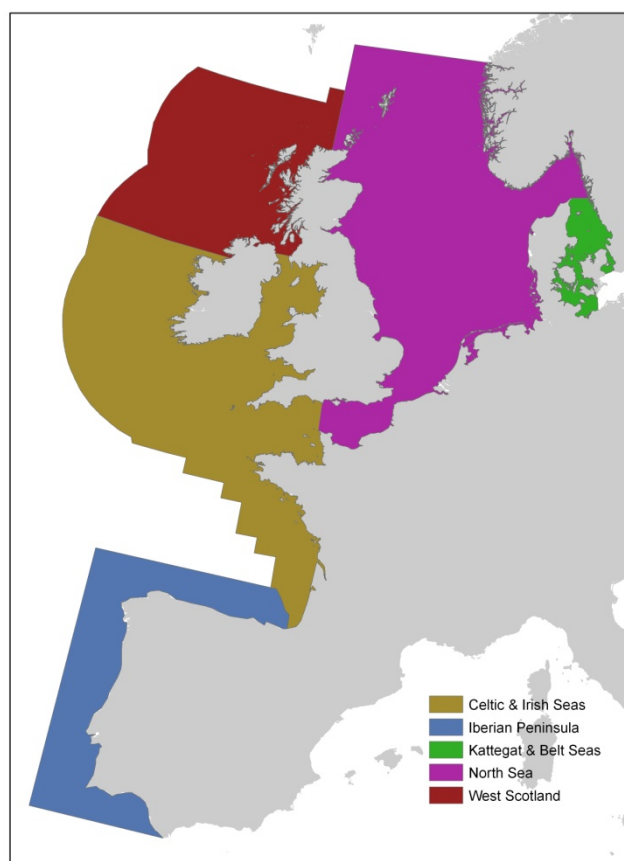 Celtic & Irish Seas
Iberian Peninsula
Kattegat & Belt Seas
North Sea
West Scotland